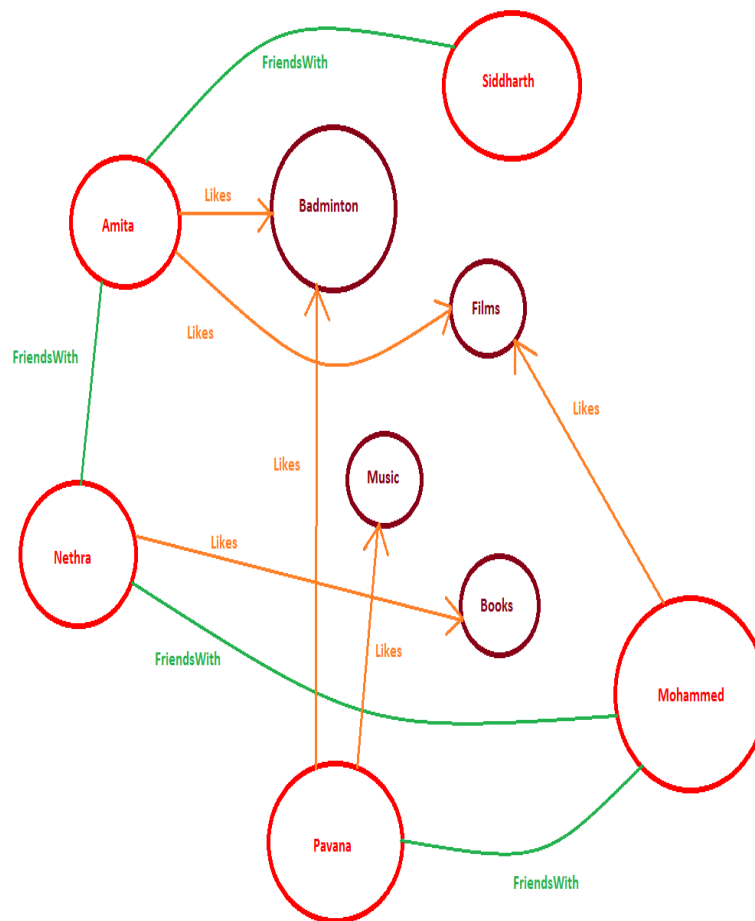 FriendsWith
Siddharth
Likes
Badminton
Amita
Films
Likes
FriendsWith
Likes
Likes
Music
Likes
Nethra
Books
Likes
FriendsWith
Mohammed
Pavana
FriendsWith